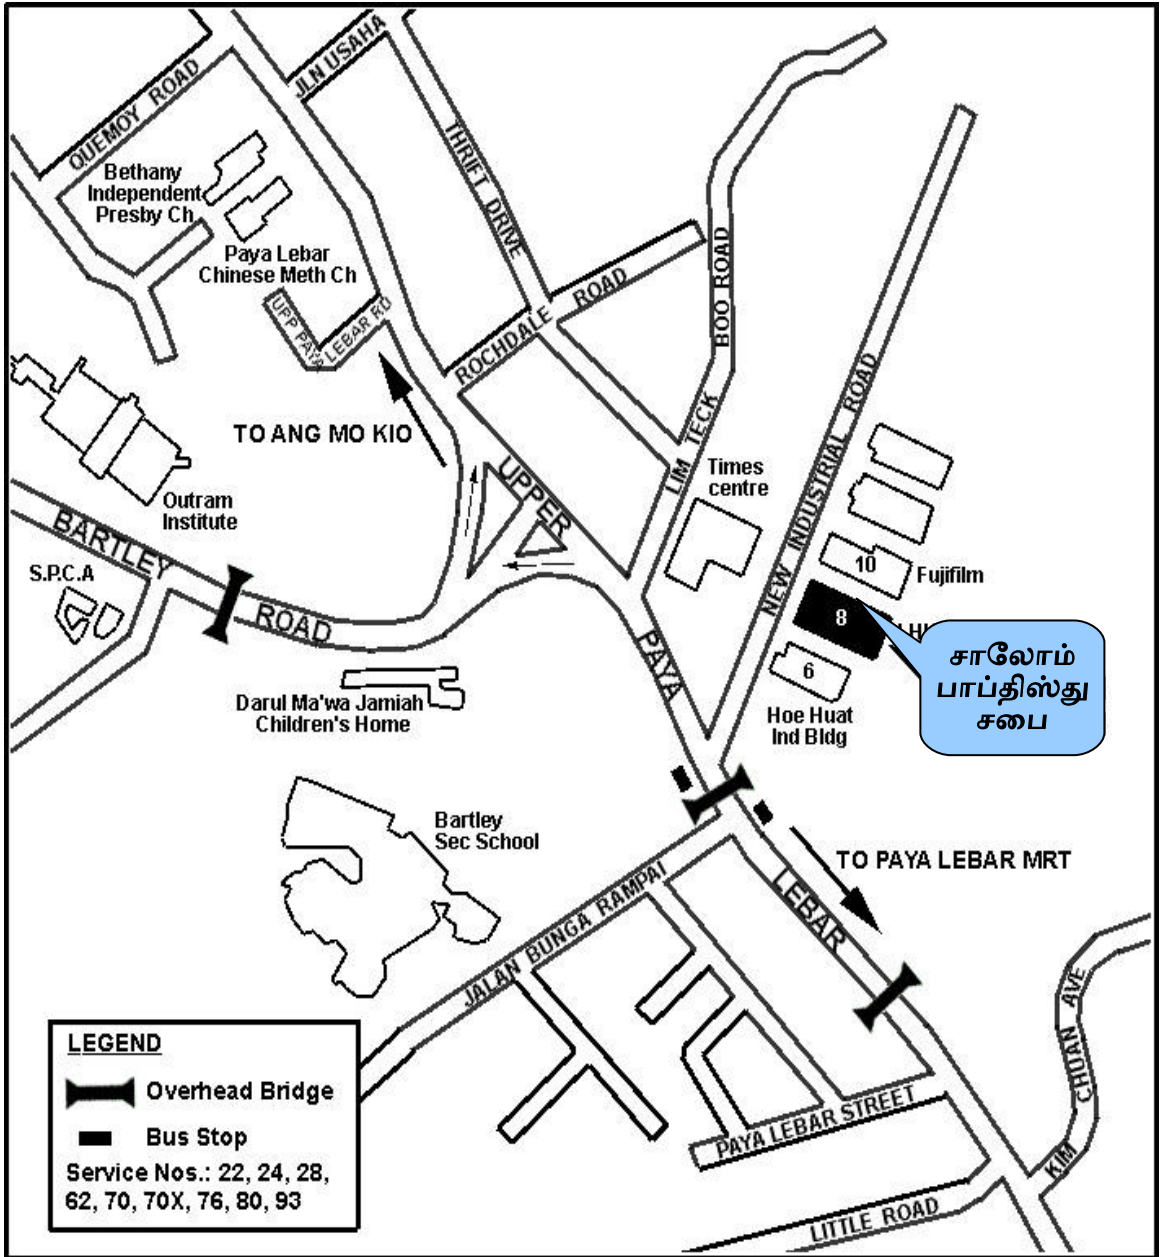 JLN USAHA
QUEMOY ROAD
THRIFT DRIVE
Bethany
Independent
Presby Ch
Paya Lebar
Chinese Meth Ch
UPP PAYA LEBAR RD
ROCHDALE ROAD
LIM TECK BOO ROAD
NEW INDUSTRIAL ROAD
TO ANG MO KIO
Times
centre
UPPER PAYA LEBAR
Outram
Institute
BARTLEY ROAD
S.P.C.A
10
Fujifilm
8
சாலோம்
பாப்திஸ்து
சபை
6
Hoe Huat
Ind Bldg
Darul Ma'wa Jamiah
Children's Home
Bartley
Sec School
TO PAYA LEBAR MRT
JALAN BUNGA RAMPAI
KIM CHUAN AVE
PAYA LEBAR STREET
LITTLE ROAD
LEGEND
Overhead Bridge
Bus Stop
Service Nos.: 22, 24, 28,
62, 70, 70X, 76, 80, 93